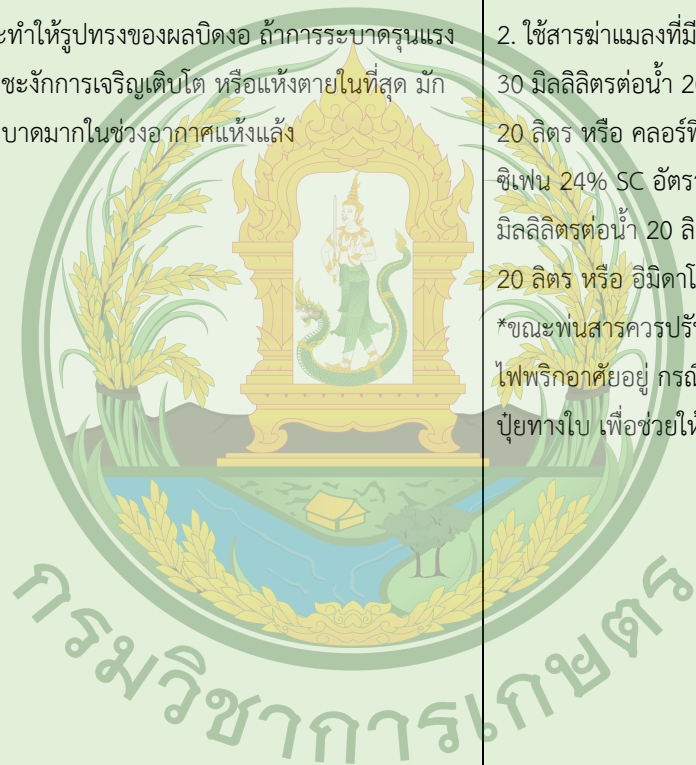 ะทำให้รูปทรงของผลบิดงอ ถ้าการระบาดรุนแรง
ชะงักการเจริญเติบโต หรือแห้งตายในที่สุด มัก
บาดมากในช่วงอากาศแห้งแล้ง
2. ใช้สารฆ่าแมลงที่มี
30 มิลลิลิตรต่อน้ำ 2
20 ลิตร หรือ คลอร์
ซิเฟน 24% SC อัตรา
มิลลิลิตรต่อน้ำ 20 ลิ
20 ลิตร หรือ อิมิดาโ
*ขณะพ่นสารควรปรั
ไฟพริกอาศัยอยู่ กรณี
ปุ๋ยทางใบ เพื่อช่วยให้
กรมวิชาการเกษตร